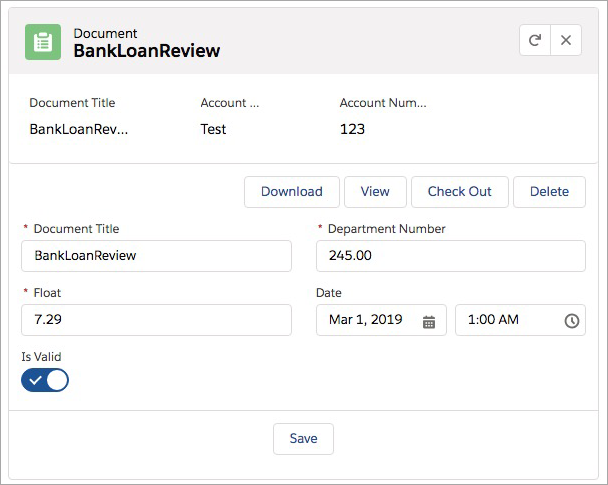 Document
BankLoanReview
Document Title Account ... Account Num...
BankLoanRev... Test 123
Download View Check Out Delete
* Document Title * Department Number
BankLoanReview 245.00
* Float Date
7.29 Mar 1, 2019 1:00 AM
Is Valid
Save